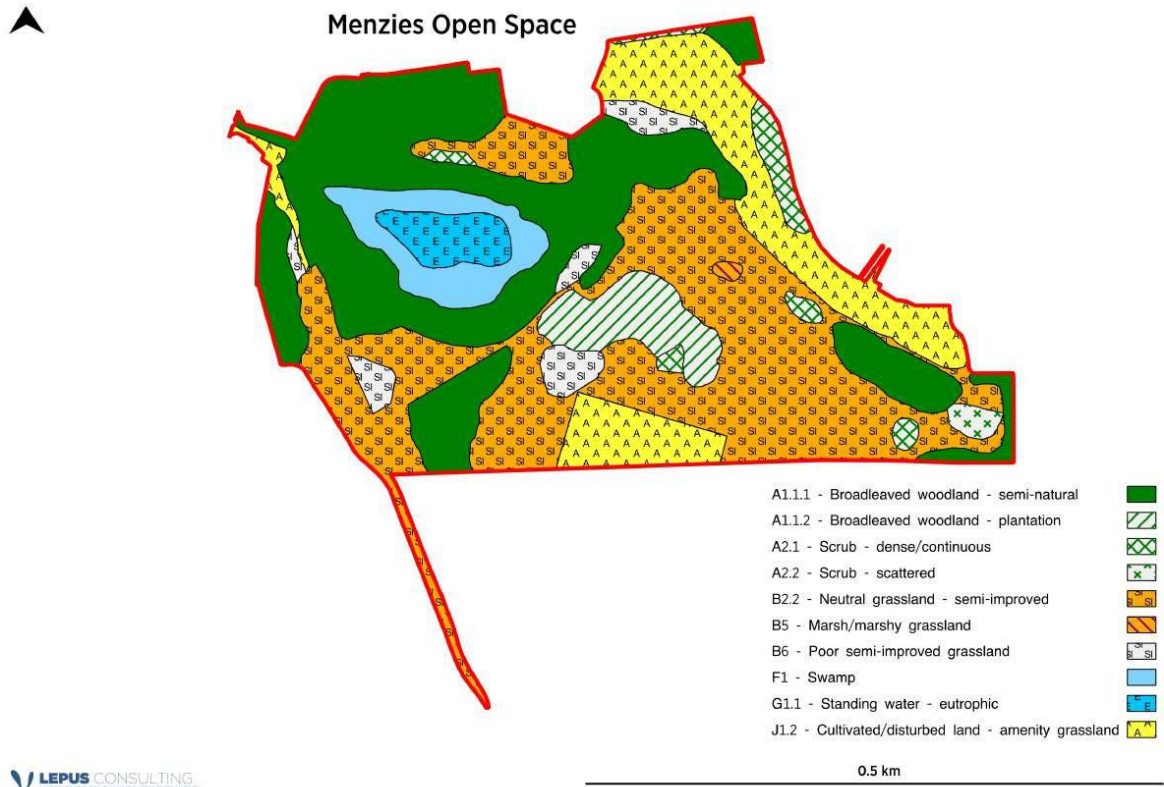 Menzies Open Space
A1.1.1 - Broadleaved woodland - semi-natural
A1.1.2 - Broadleaved woodland - plantation
A2.1 - Scrub - dense/continuous
A2.2 - Scrub - scattered
B2.2 - Neutral grassland - semi-improved
B5 - Marsh/marshy grassland
B6 - Poor semi-improved grassland
F1 - Swamp
G1.1 - Standing water - eutrophic
J1.2 - Cultivated/disturbed land - amenity grassland
0.5 km
LEPUS CONSULTING